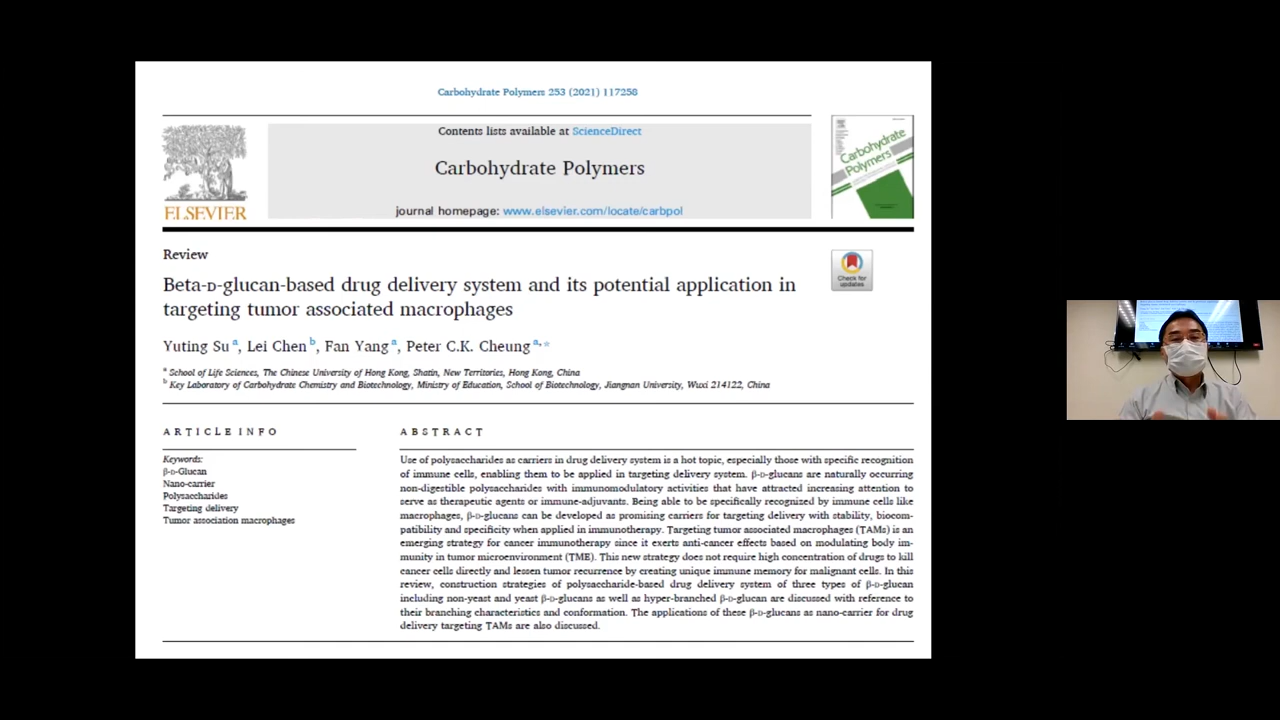 Carbohydrate Polymers 253 (2021) 117258
ELSEVIER
Contents lists available at ScienceDirect
Carbohydrate Polymers
journal homepage: www.elsevier.com/locate/carbpol
Carbohydrate
Polymers
Review
Beta-D-glucan-based drug delivery system and its potential application in
targeting tumor associated macrophages
Check for
updates
Yuting Su a, Lei Chen b, Fan Yang a, Peter C.K. Cheung a,*
a School of Life Sciences, The Chinese University of Hong Kong, Shatin, New Territories, Hong Kong, China
b Key Laboratory of Carbohydrate Chemistry and Biotechnology, Ministry of Education, School of Biotechnology, Jiangnan University, Wuxi 214122, China
ARTICLE INFO
Keywords:
β-D-Glucan
Nano-carrier
Polysaccharides
Targeting delivery
Tumor association macrophages
ABSTRACT
Use of polysaccharides as carriers in drug delivery system is a hot topic, especially those with specific recognition
of immune cells, enabling them to be applied in targeting delivery system. β-D-glucans are naturally occurring
non-digestible polysaccharides with immunomodulatory activities that have attracted increasing attention to
serve as therapeutic agents or immune-adjuvants. Being able to be specifically recognized by immune cells like
macrophages, β-D-glucans can be developed as promising carriers for targeting delivery with stability, biocom-
patibility and specificity when applied in immunotherapy. Targeting tumor associated macrophages (TAMs) is an
emerging strategy for cancer immunotherapy since it exerts anti-cancer effects based on modulating body im-
munity in tumor microenvironment (TME). This new strategy does not require high concentration of drugs to kill
cancer cells directly and lessen tumor recurrence by creating unique immune memory for malignant cells. In this
review, construction strategies of polysaccharide-based drug delivery system of three types of β-D-glucan
including non-yeast and yeast β-D-glucans as well as hyper-branched β-D-glucan are discussed with reference to
their branching characteristics and conformation. The applications of these β-D-glucans as nano-carrier for drug
delivery targeting TAMs are also discussed.